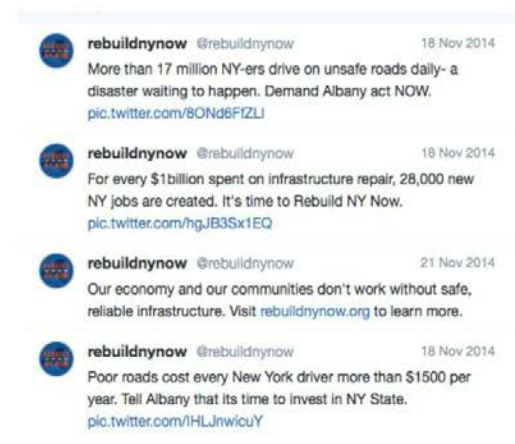 rebuildnynow @rebuildnynow 18 Nov 2014
More than 17 million NY-ers drive on unsafe roads daily- a
disaster waiting to happen. Demand Albany act NOW.
pic.twitter.com/8ONd6FfZLI
rebuildnynow @rebuildnynow 18 Nov 2014
For every $1billion spent on infrastructure repair, 28,000 new
NY jobs are created. It's time to Rebuild NY Now.
pic.twitter.com/hgJB3Sx1EQ
rebuildnynow @rebuildnynow 21 Nov 2014
Our economy and our communities don't work without safe,
reliable infrastructure. Visit rebuildnynow.org to learn more.
rebuildnynow @rebuildnynow 18 Nov 2014
Poor roads cost every New York driver more than $1500 per
year. Tell Albany that its time to invest in NY State.
pic.twitter.com/IHLJnwicuY